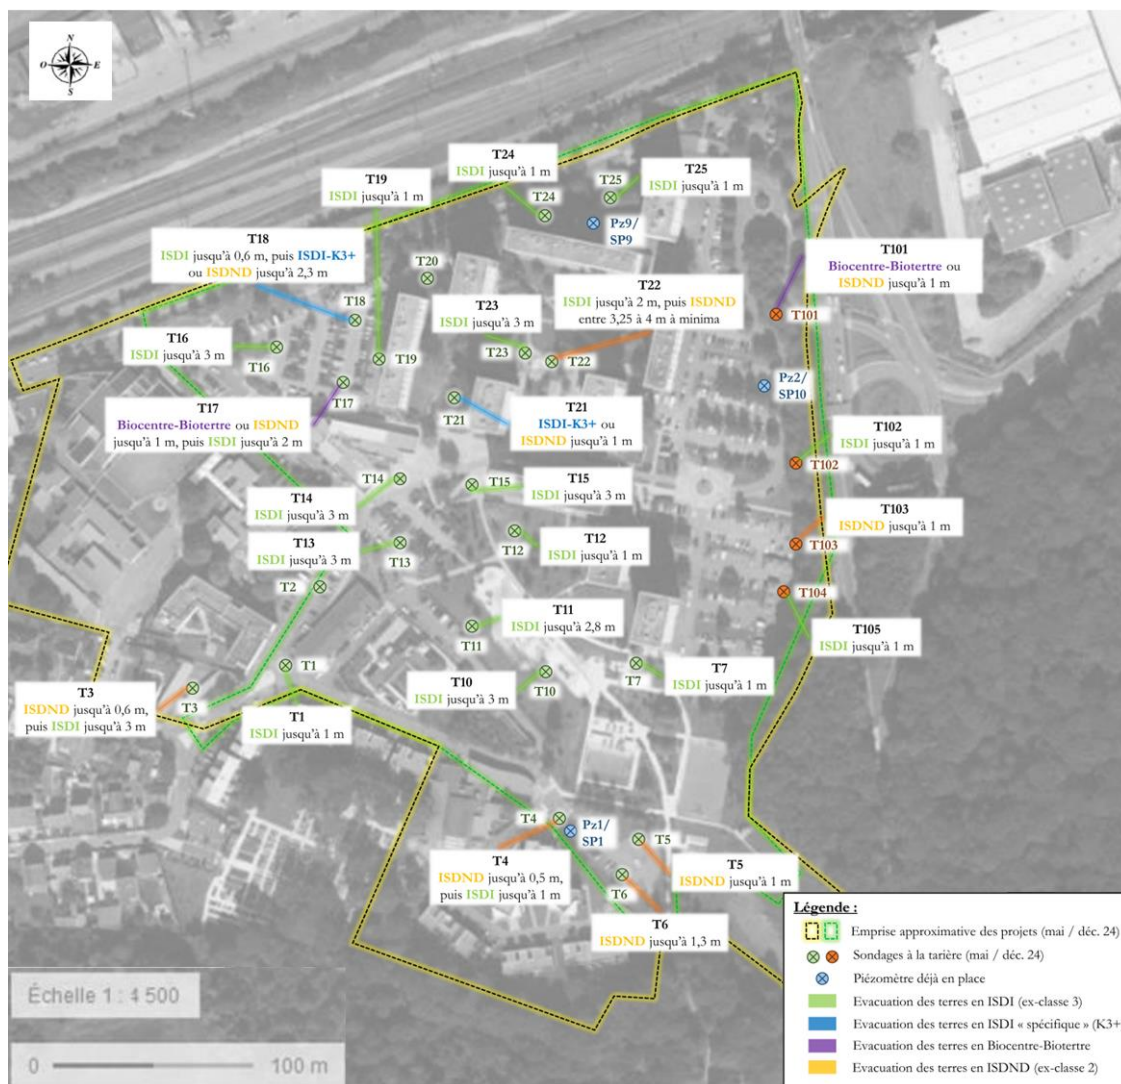 N
O
E
S
T24
ISDI jusqu'à 1 m
T25
ISDI jusqu'à 1 m
T19
ISDI jusqu'à 1 m
T25
T24
Pz9/
SP9
T18
ISDI jusqu'à 0,6 m, puis ISDI-K3+
ou ISDND jusqu'à 2,3 m
T101
Biocentre-Biotertre ou
ISDND jusqu'à 1 m
T20
T22
ISDI jusqu'à 2 m, puis ISDND
entre 3,25 à 4 m à minima
T18
T23
ISDI jusqu'à 3 m
T101
T16
ISDI jusqu'à 3 m
T16
T19
T23
T22
Pz2/
SP10
T17
Biocentre-Biotertre ou ISDND
jusqu'à 1 m, puis ISDI jusqu'à 2 m
T17
T21
T21
ISDI-K3+ ou
ISDND jusqu'à 1 m
T102
ISDI jusqu'à 1 m
T102
T14
T15
T15
ISDI jusqu'à 3 m
T14
ISDI jusqu'à 3 m
T103
ISDND jusqu'à 1 m
T13
ISDI jusqu'à 3 m
T13
T12
T12
ISDI jusqu'à 1 m
T103
T2
T104
T11
ISDI jusqu'à 2,8 m
T11
T105
ISDI jusqu'à 1 m
T1
T10
ISDI jusqu'à 3 m
T10
T7
T7
ISDI jusqu'à 1 m
T3
ISDND jusqu'à 0,6 m,
puis ISDI jusqu'à 3 m
T3
T1
ISDI jusqu'à 1 m
T4
Pz1/
SP1
T5
T4
ISDND jusqu'à 0,5 m,
puis ISDI jusqu'à 1 m
T5
ISDND jusqu'à 1 m
T6
T6
ISDND jusqu'à 1,3 m
Légende :
Emprise approximative des projets (mai / déc. 24)
Sondages à la tarière (mai / déc. 24)
Piézomètre déjà en place
Evacuation des terres en ISDI (ex-classe 3)
Evacuation des terres en ISDI « spécifique » (K3+
Evacuation des terres en Biocentre-Biotertre
Evacuation des terres en ISDND (ex-classe 2)
Échelle 1 : 4 500
0 100 m